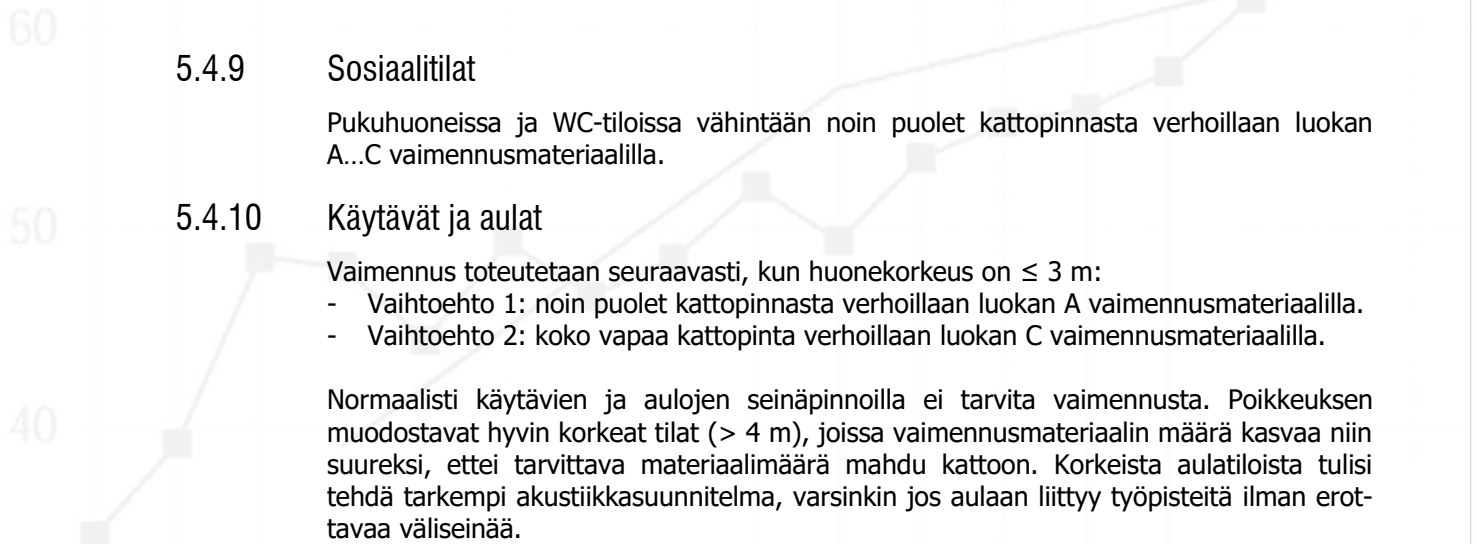 60
5.4.9 Sosiaalitilat
Pukuhuoneissa ja WC-tiloissa vähintään noin puolet kattopinnasta verhoillaan luokan
A…C vaimennusmateriaalilla.
50
5.4.10 Käytävät ja aulat
Vaimennus toteutetaan seuraavasti, kun huonekorkeus on ≤ 3 m:
- Vaihtoehto 1: noin puolet kattopinnasta verhoillaan luokan A vaimennusmateriaalilla.
- Vaihtoehto 2: koko vapaa kattopinta verhoillaan luokan C vaimennusmateriaalilla.
Normaalisti käytävien ja aulojen seinäpinnoilla ei tarvita vaimennusta. Poikkeuksen
40
muodostavat hyvin korkeat tilat (> 4 m), joissa vaimennusmateriaalin määrä kasvaa niin
suureksi, ettei tarvittava materiaalimäärä mahdu kattoon. Korkeista aulatiloista tulisi
tehdä tarkempi akustiikkasuunnitelma, varsinkin jos aulaan liittyy työpisteitä ilman erot-
tavaa väliseinää.